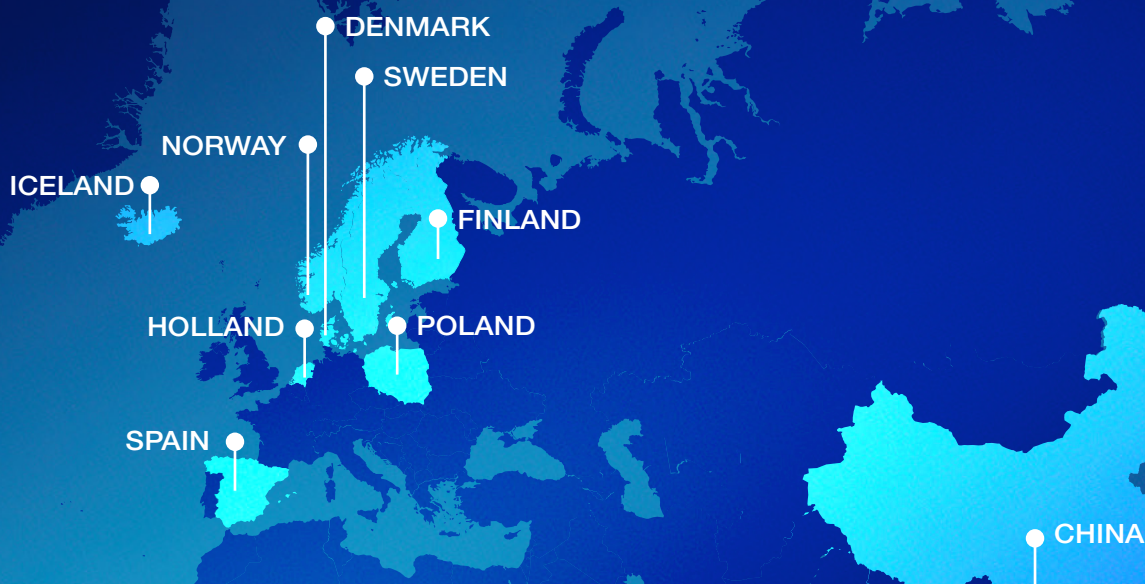 DENMARK
SWEDEN
NORWAY
ICELAND
FINLAND
HOLLAND
POLAND
SPAIN
CHINA